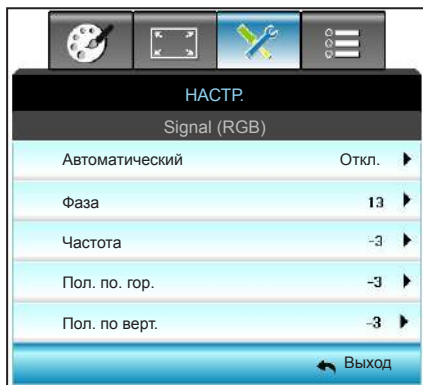 НАСТР.
Signal (RGB)
Автоматический Откл.
Фаза 13
Частота -3
Пол. по. гор. -3
Пол. по верт. -3
Выход